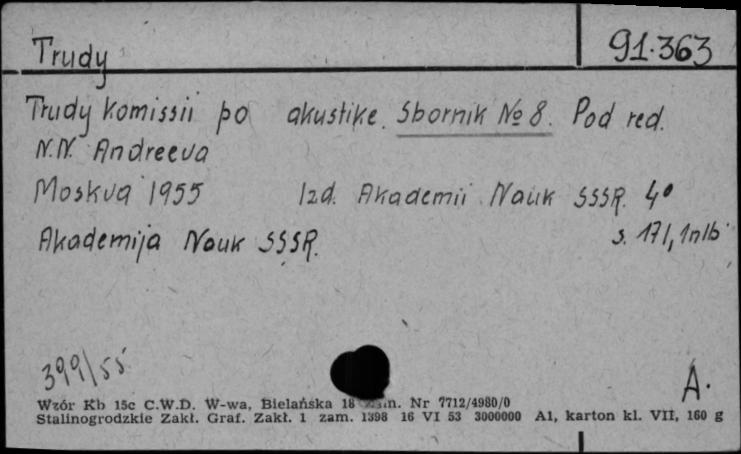 Trudy 91.363
Trudy Komissii po akustike. Sbornik № 8. Pod red.
N.N. Andreeva
Moskva 1955 Izd. Akademii Nauk SSSR. 4°
Akademija Nauk SSSR. s. 171, 1nlb
399/55
A.
Wzór Kb 15c C.W.D. W-wa, Bielańska 18 zam. Nr 7712/4980/0
Stalinogrodzkie Zakł. Graf. Zakł. 1 zam. 1398 16 VI 53 3000000 A1, karton kl. VII, 160 g